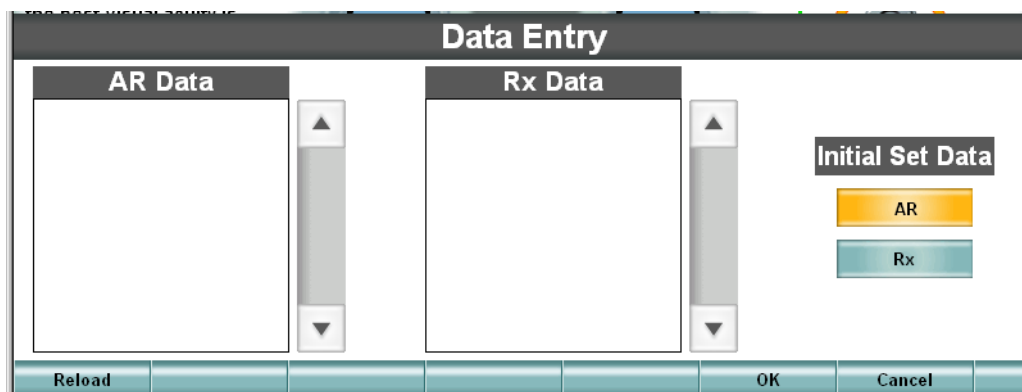 Data Entry
AR Data
Rx Data
Initial Set Data
AR
Rx
Reload
OK
Cancel